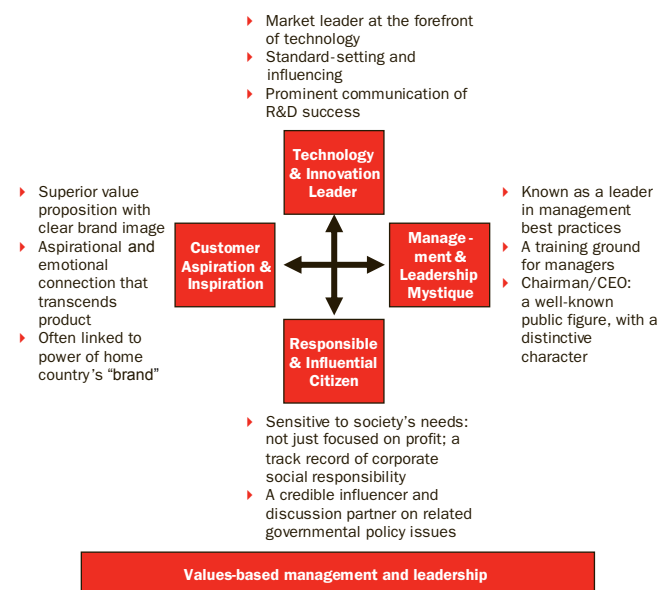 Market leader at the forefront
of technology
Standard-setting and
influencing
Prominent communication of
R&D success
Technology
& Innovation
Leader
Superior value
proposition with
clear brand image
Aspirational and
emotional
connection that
transcends
product
Often linked to
power of home
country's “brand”
Customer
Aspiration &
Inspiration
Manage -
ment &
Leadership
Mystique
Known as a leader
in management
best practices
A training ground
for managers
Chairman/CEO:
a well-known
public figure, with a
distinctive
character
Responsible
& Influential
Citizen
Sensitive to society's needs:
not just focused on profit; a
track record of corporate
social responsibility
A credible influencer and
discussion partner on related
governmental policy issues
Values-based management and leadership